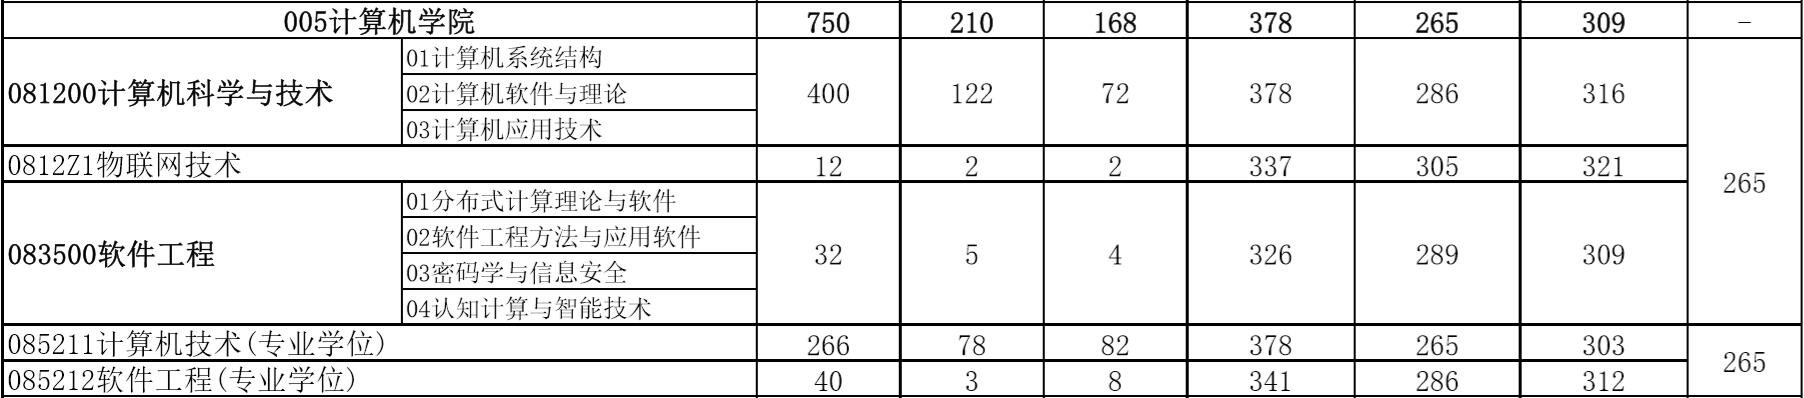 005计算机学院 750 210 168 378 265 309 -
01计算机系统结构
081200计算机科学与技术 02计算机软件与理论 400 122 72 378 286 316
03计算机应用技术
0812Z1物联网技术 12 2 2 337 305 321
265
01分布式计算理论与软件
02软件工程方法与应用软件
083500软件工程 32 5 4 326 289 309
03密码学与信息安全
04认知计算与智能技术
085211计算机技术(专业学位) 266 78 82 378 265 303
265
085212软件工程(专业学位) 40 3 8 341 286 312